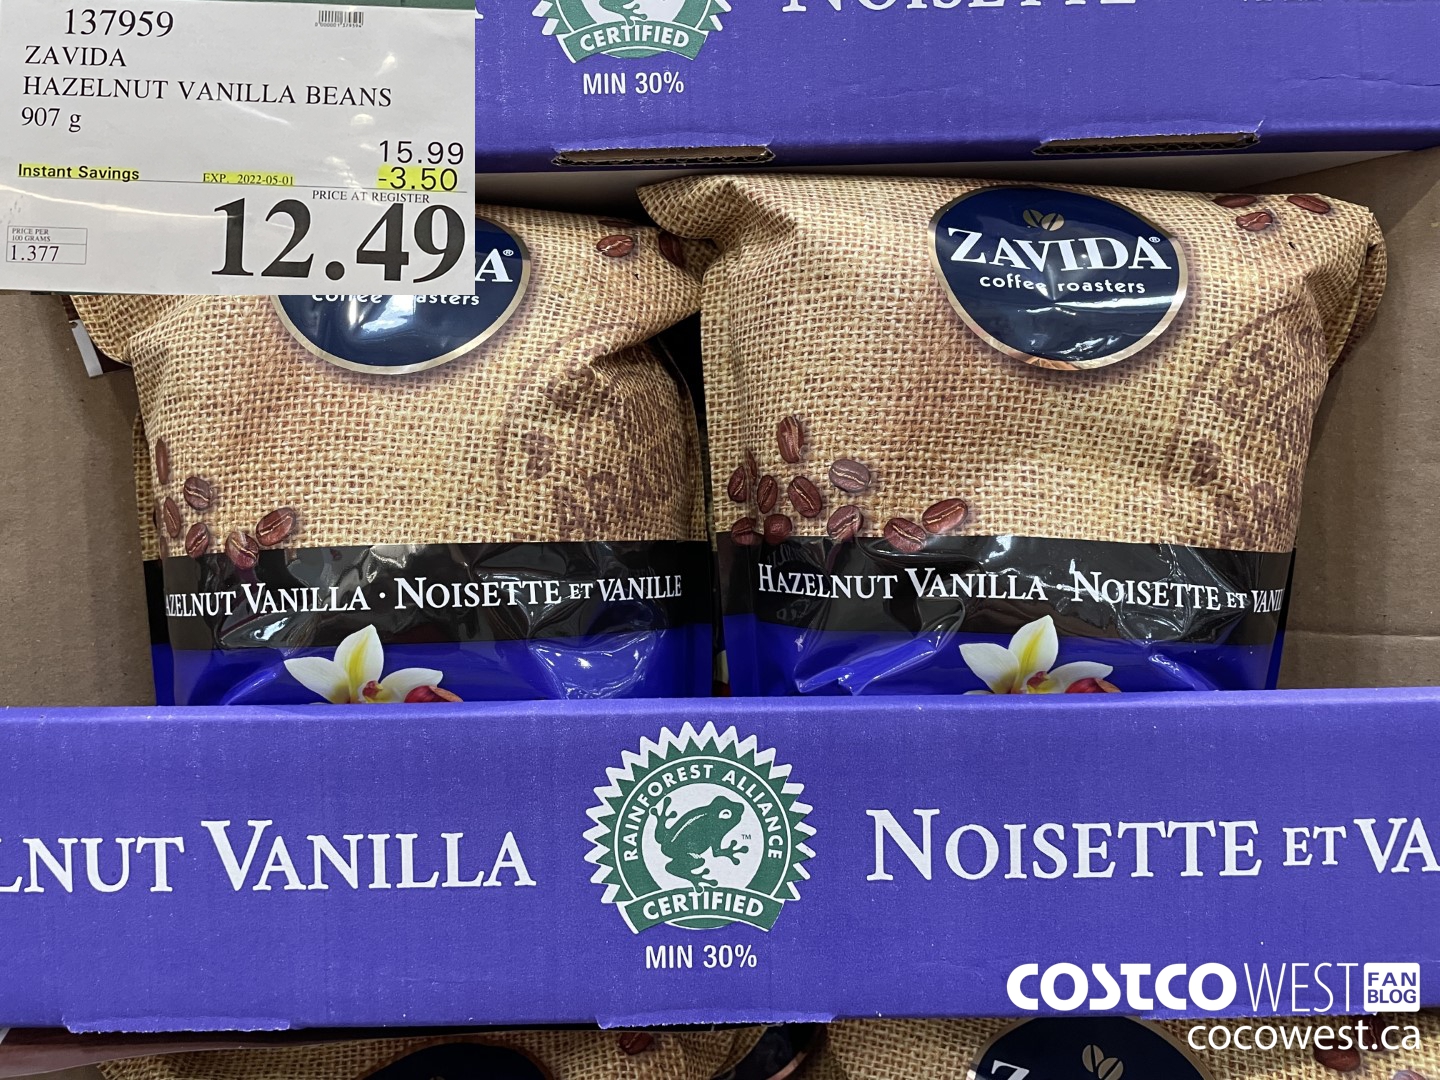 137959
ZAVIDA
HAZELNUT VANILLA BEANS
907 g
15.99
Instant Savings EXP. 2022-05-01 -3.50
PRICE AT REGISTER
12.49
PRICE PER
100 GRAMS
1.377
CERTIFIED
MIN 30%
A®
coffee roasters
ZAVIDA®
coffee roasters
AZELNUT VANILLA · NOISETTE ET VANILLE
HAZELNUT VANILLA · NOISETTE ET VANI
LNUT VANILLA
RAINFOREST ALLIANCE
TM
CERTIFIED
MIN 30%
NOISETTE ET VA
COSTCO WEST FAN BLOG
cocowest.ca